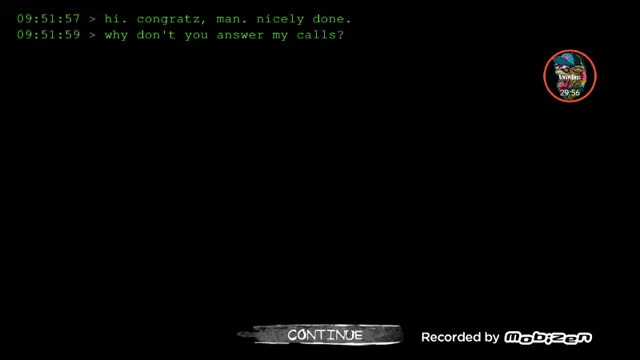 09:51:57 > hi. congratz, man. nicely done.
09:51:59 > why don't you answer my calls?
29:56
CONTINUE
Recorded by mobizen